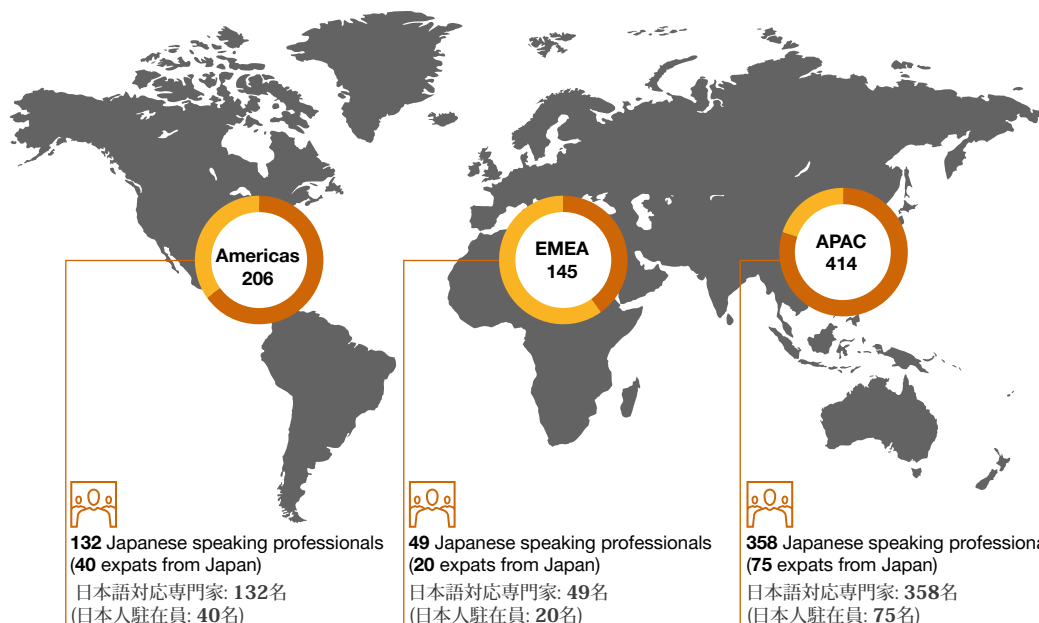 Americas
206
EMEA
145
APAC
414
132 Japanese speaking professionals
(40 expats from Japan)
日本語対応専門家: 132名
(日本人駐在員: 40名)
49 Japanese speaking professionals
(20 expats from Japan)
日本語対応専門家: 49名
(日本人駐在員: 20名)
358 Japanese speaking
(75 expats from Japan)
日本語対応専門家: 358名
(日本人駐在員: 75名)